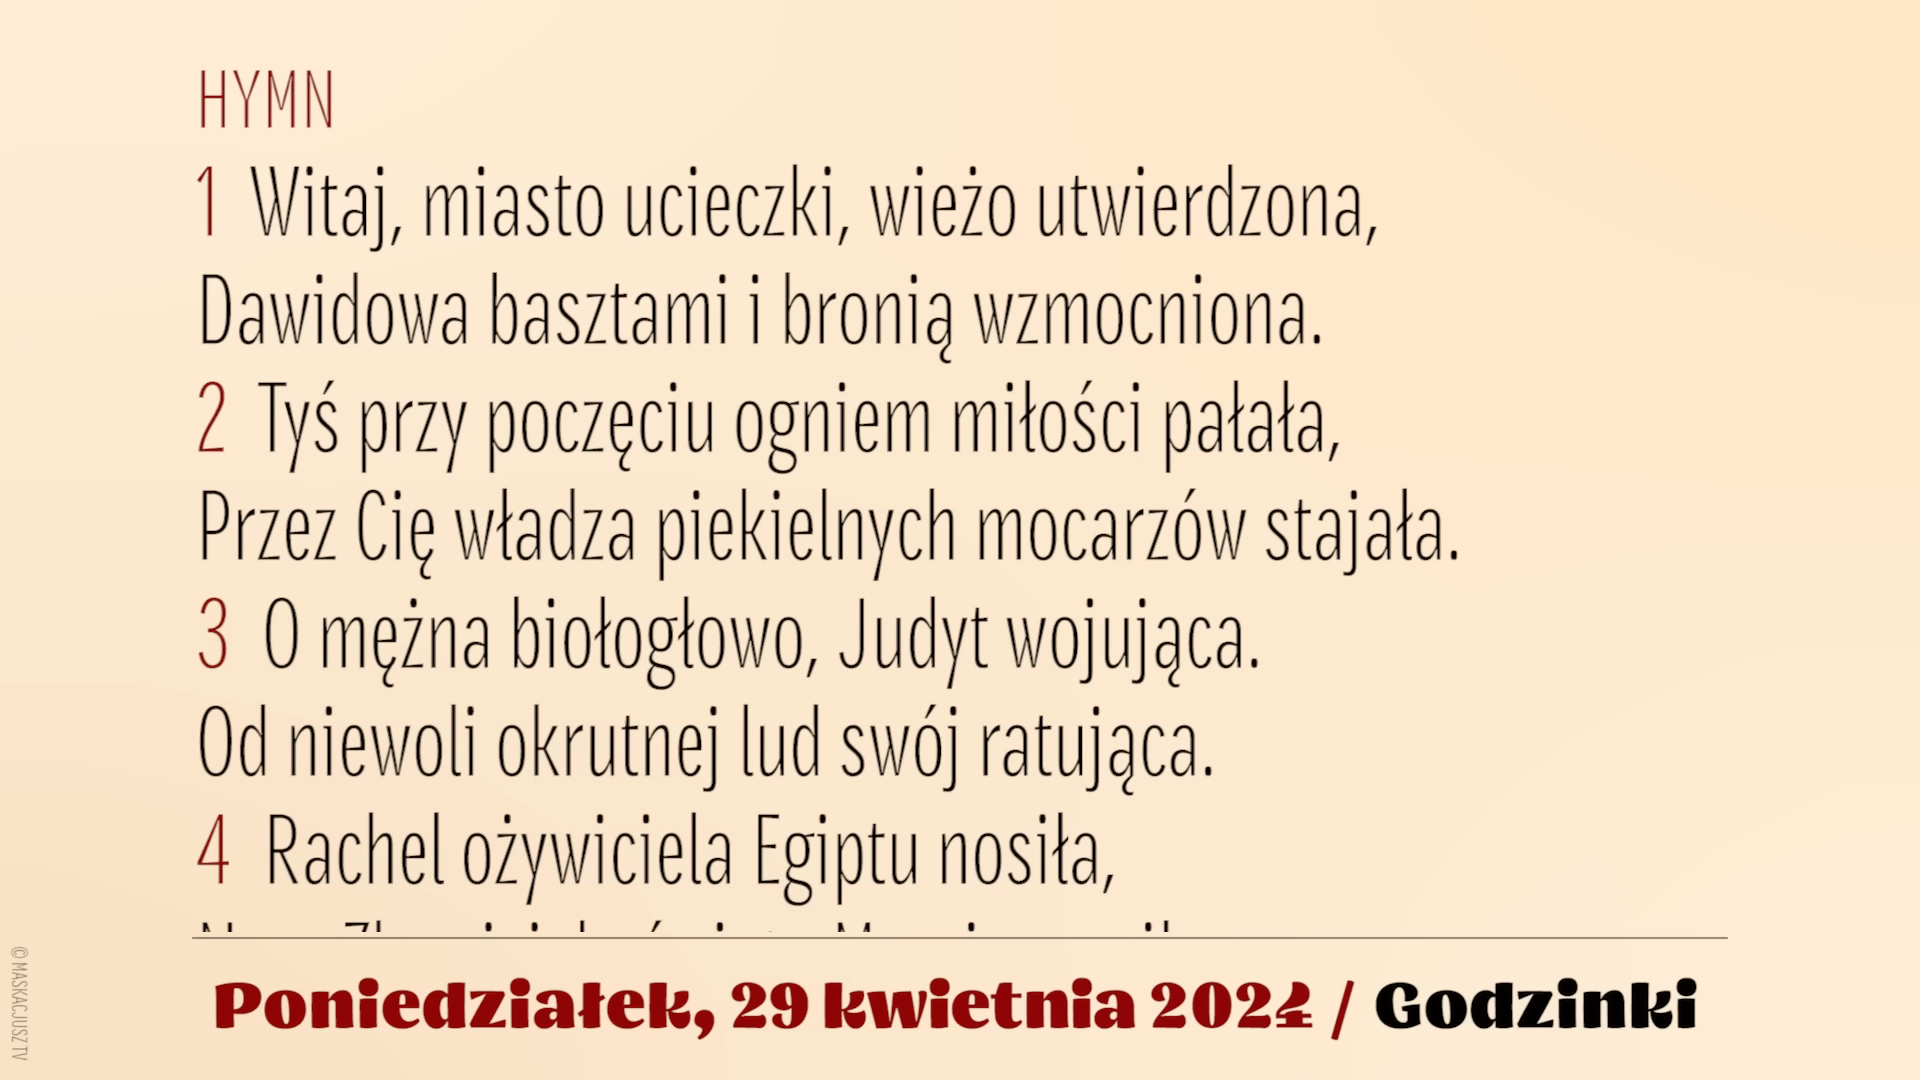 HYMN
1 Witaj, miasto ucieczki, wieżo utwierdzona,
Dawidowa basztami i bronią wzmocniona.
2 Tyś przy poczęciu ogniem miłości pałała,
Przez Cię władza piekielnych mocarzów stajała.
3 O mężna biołogłowo, Judyt wojująca.
Od niewoli okrutnej lud swój ratująca.
4 Rachel ożywiciela Egiptu nosiła,
Poniedziałek, 29 kwietnia 2024 / Godzinki
© MASKACJUSZ TV